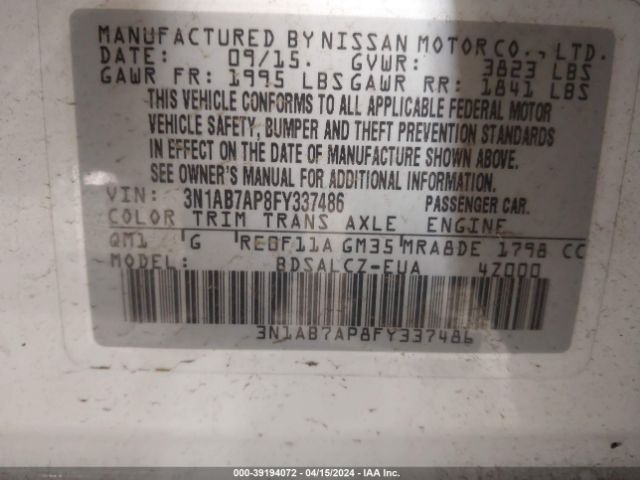 MANUFACTURED BY NISSAN MOTOR CO., LTD.
DATE: 09/15. GVWR: 3823 LBS
GAWR FR: 1995 LBS GAWR RR: 1841 LBS
THIS VEHICLE CONFORMS TO ALL APPLICABLE FEDERAL MOTOR
VEHICLE SAFETY, BUMPER AND THEFT PREVENTION STANDARDS
IN EFFECT ON THE DATE OF MANUFACTURE SHOWN ABOVE.
SEE OWNER'S MANUAL FOR ADDITIONAL INFORMATION.
VIN: 3N1AB7AP8FY337486 PASSENGER CAR.
COLOR TRIM TRANS AXLE ENGINE
QM1 G RE0F11A GM35 MRA8DE 1798 CC
BDSALCZ-EUA 4Z000
3N1AB7AP8FY337486
000-39194072 - 04/15/2024 - IAA Inc.